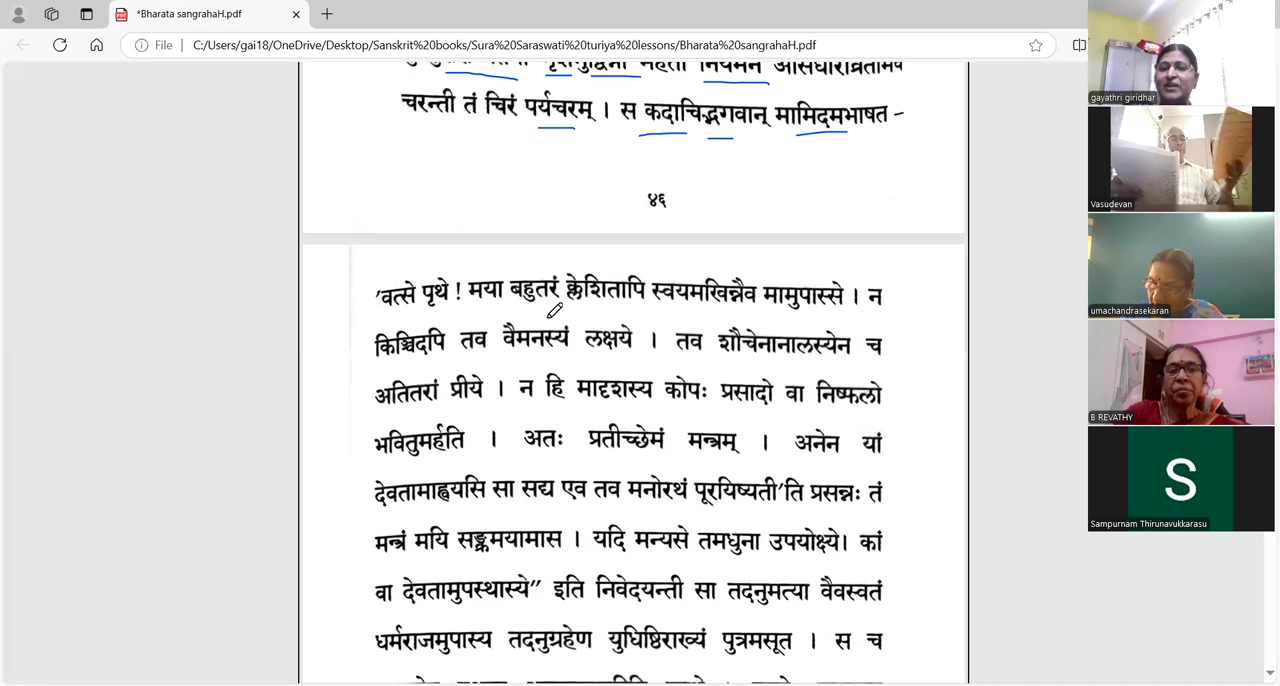 *Bharata sangrahaH.pdf
File
C:/Users/gai18/OneDrive/Desktop/Sanskrit%20books/Sura%20Saraswati%20turiya%20lessons/Bharata%20sangrahaH.pdf
महता नियमेन
चरन्ती तं चिरं पर्यचरम् । स कदाचिद्भगवान् मामिदमभाषत –
४६
'वत्से पृथे ! मया बहुतरं क्लेशितापि स्वयमखिन्नैव मामुपास्से । न
किञ्चिदपि तव वैमनस्यं लक्षये । तव शौचेनानालस्येन च
अतितरां प्रीये । न हि मादृशस्य कोपः प्रसादो वा निष्फलो
भवितुमर्हति । अतः प्रतीच्छेमं मन्त्रम् । अनेन यां
देवतामाह्वयसि सा सद्य एव तव मनोरथं पूरयिष्यती'ति प्रसन्नः तं
मन्त्रं मयि सङ्क्रमयामास । यदि मन्यसे तमधुना उपयोक्ष्ये। कां
वा देवतामुपस्थास्ये” इति निवेदयन्ती सा तदनुमत्या वैवस्वतं
धर्मराजमुपास्य तदनुग्रहेण युधिष्ठिराख्यं पुत्रमसूत । स च
gayathri giridhar
Vasudevan
umachandrasekaran
B REVATHY
S
Sampurnam Thirunavukkarasu